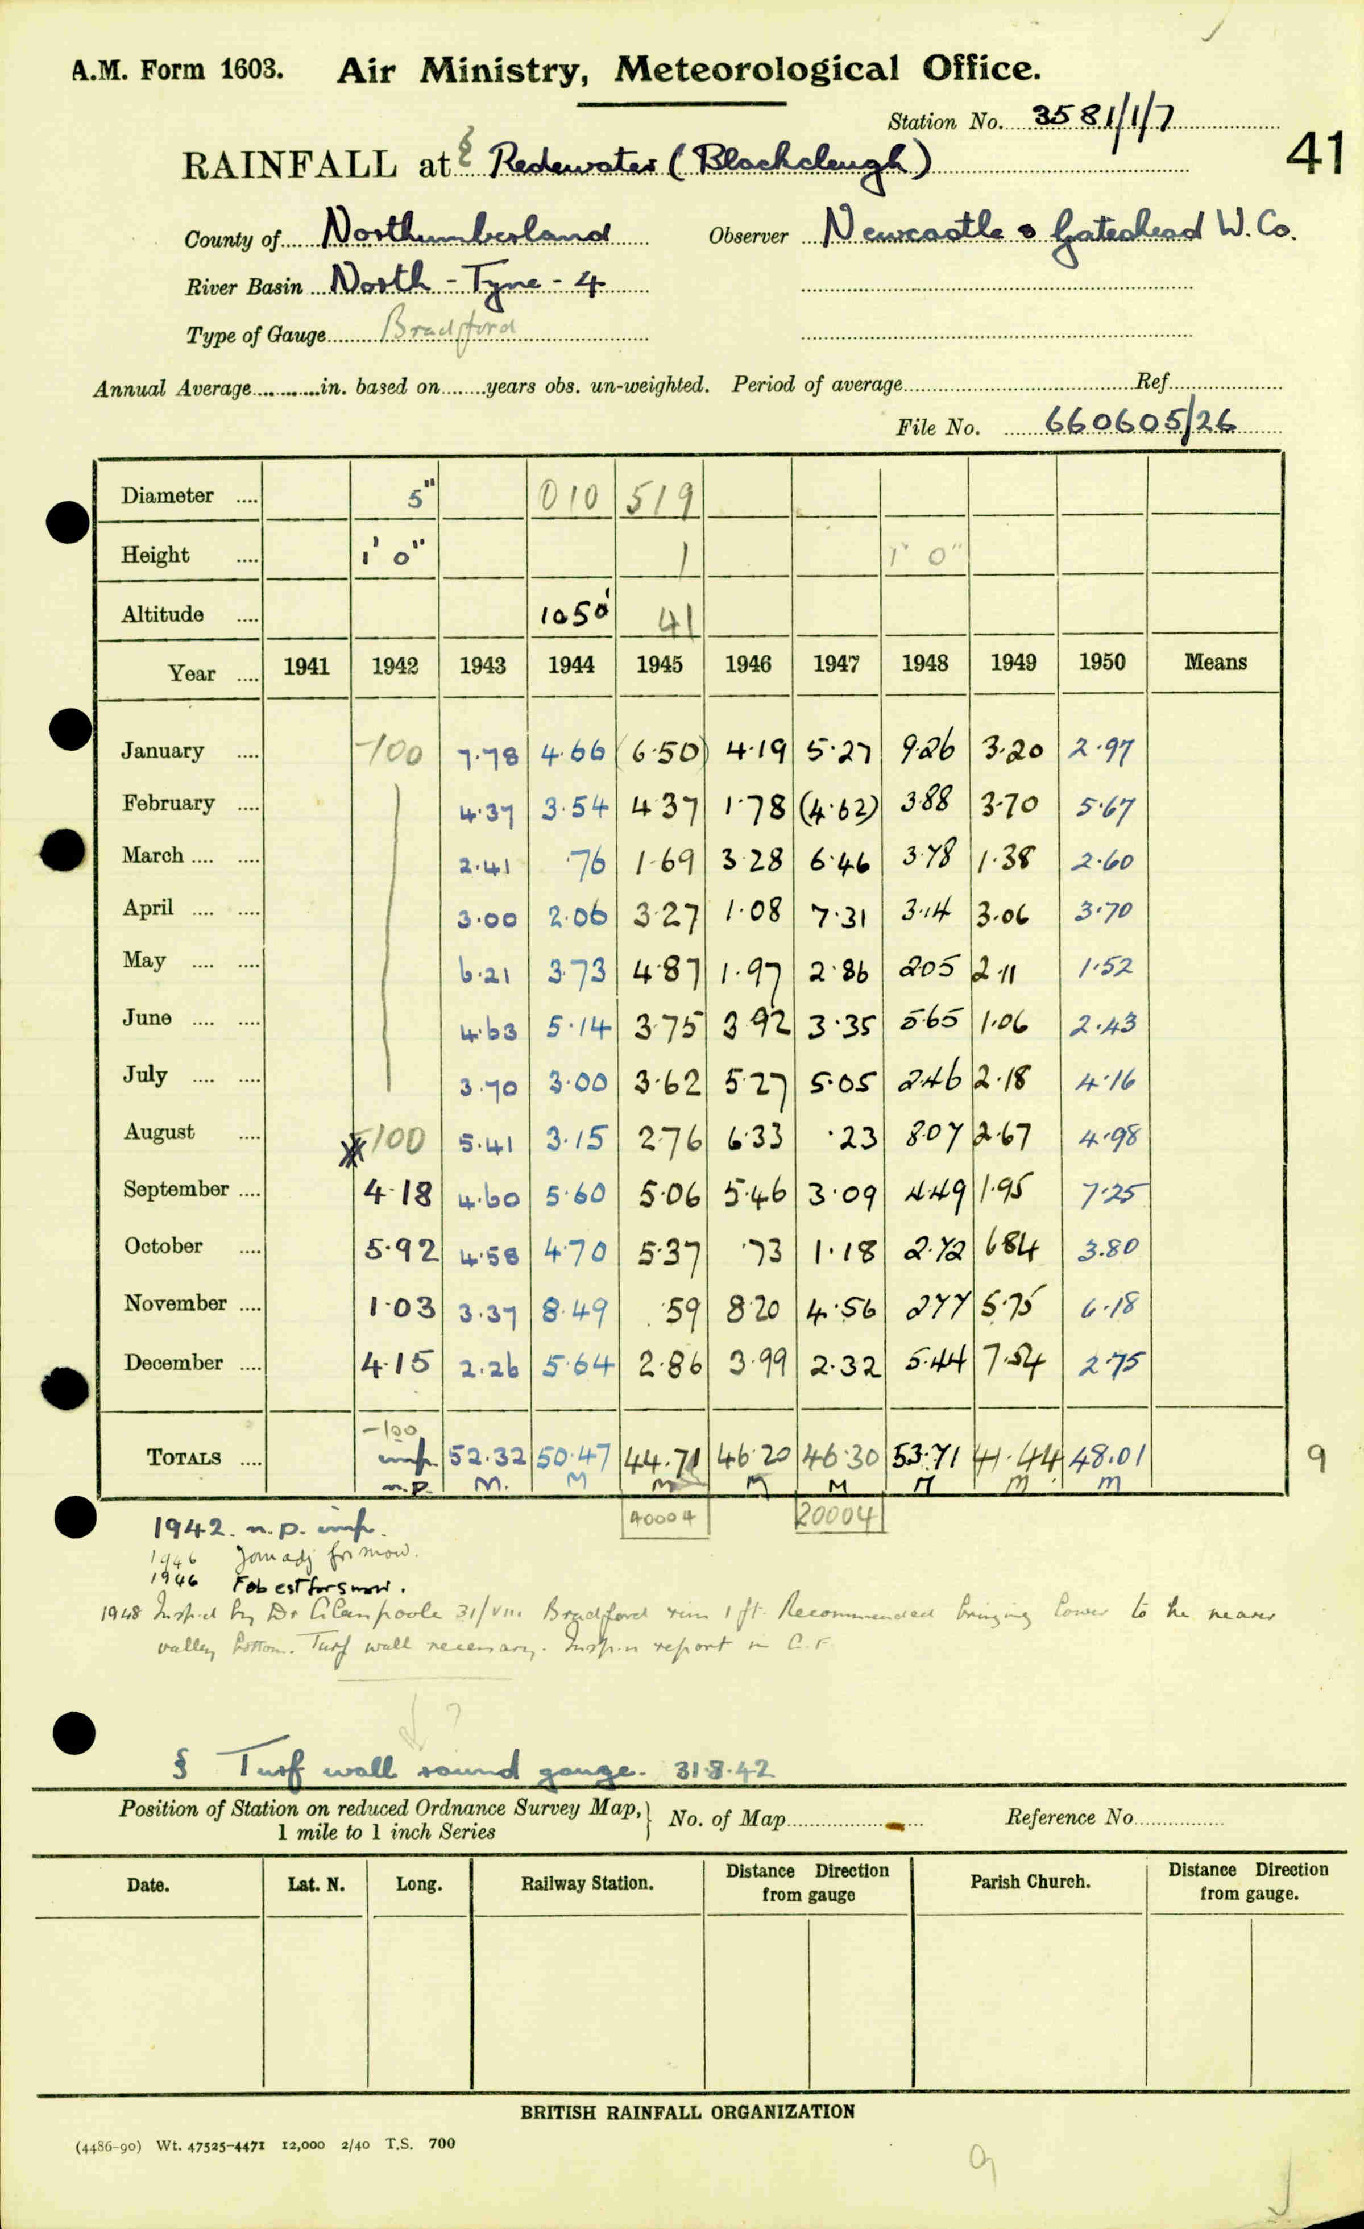 A.M. Form 1603. Air Ministry, Meteorological Office.
Station No. 3581/1/7
41
RAINFALL at § Redewater (Blackcleugh)
County of Northumberland Observer Newcastle & Gateshead W. Co.
River Basin North - Tyne - 4
Type of Gauge Bradford
Annual Average in. based on years obs. un-weighted. Period of average Ref
File No. 660605/26
Diameter 5" 010 519
Height 1' 0" 1 1' 0"
Altitude 1050' 41
Year 1941 1942 1943 1944 1945 1946 1947 1948 1949 1950 Means
January -100 7.78 4.66 (6.50) 4.19 5.27 9.26 3.20 2.97
February 4.37 3.54 4.37 1.78 (4.62) 3.88 3.70 5.67
March 2.41 .76 1.69 3.28 6.46 3.78 1.38 2.60
April 3.00 2.06 3.27 1.08 7.31 3.14 3.06 3.70
May 6.21 3.73 4.87 1.97 2.86 2.05 2.11 1.52
June 4.63 5.14 3.75 3.92 3.35 5.65 1.06 2.43
July 3.70 3.00 3.62 5.27 5.05 2.46 2.18 4.16
August -100 5.41 3.15 2.76 6.33 .23 8.07 2.67 4.98
September 4.18 4.60 5.60 5.06 5.46 3.09 4.49 1.95 7.25
October 5.92 4.58 4.70 5.37 .73 1.18 2.72 6.84 3.80
November 1.03 3.37 8.49 .59 8.20 4.56 2.77 5.75 6.18
December 4.15 2.26 5.64 2.86 3.99 2.32 5.44 7.54 2.75
-100
TOTALS imp. 52.32 50.47 44.71 46.20 46.30 53.71 41.44 48.01 9
n.p. M. M M M M M m m
40004 20004
1942. n.p. imp.
1946 adj for snow.
1946 Feb est for snow.
1948 Insp.d by Dr Glasspoole 31/VIII Bradford rim 1 ft. Recommended bringing lower to be nearer
valley bottom. Turf wall necessary. Insp.n report in C.F.
?
§ Turf wall round gauge. 31.8.42
Position of Station on reduced Ordnance Survey Map, 1 mile to 1 inch Series No. of Map Reference No.
Date. Lat. N. Long. Railway Station. Distance Direction from gauge Parish Church. Distance Direction from gauge.
BRITISH RAINFALL ORGANIZATION
(4486-90) Wt. 47525-4471 12,000 2/40 T.S. 700
9